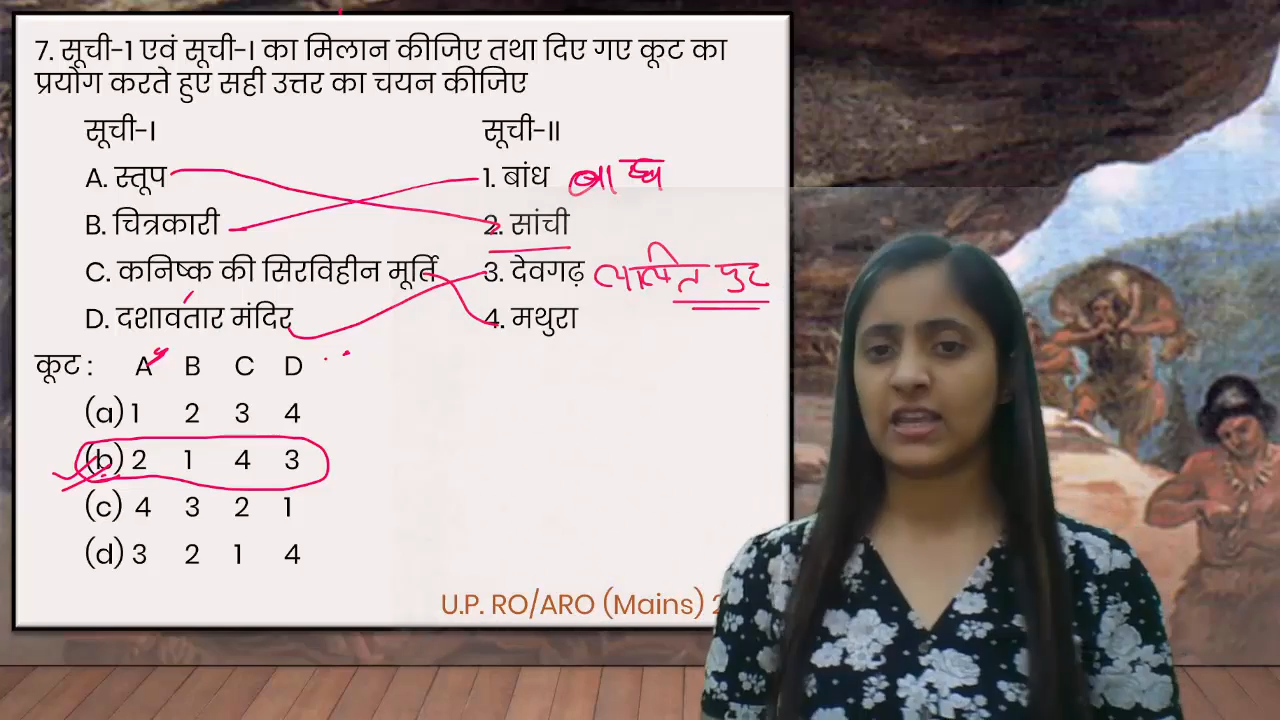 7. सूची-1 एवं सूची-I का मिलान कीजिए तथा दिए गए कूट का
प्रयोग करते हुए सही उत्तर का चयन कीजिए
सूची-I सूची-II
A. स्तूप 1. बांध
B. चित्रकारी 2. सांची
C. कनिष्क की सिरविहीन मूर्ति 3. देवगढ़
D. दशावतार मंदिर 4. मथुरा
कूट : A B C D
(a) 1 2 3 4
(b) 2 1 4 3
(c) 4 3 2 1
(d) 3 2 1 4
U.P. RO/ARO (Mains)